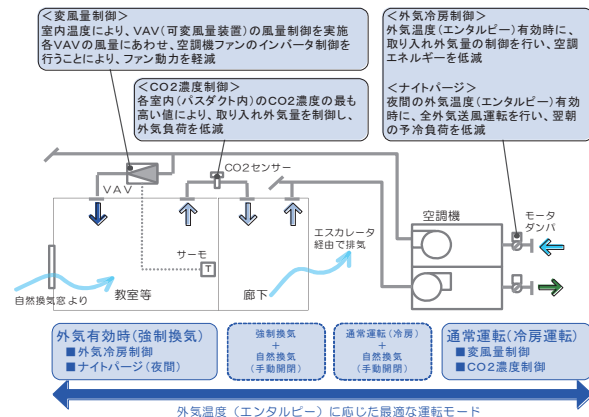 ＜変風量制御＞
室内温度により、VAV(可変風量装置)の風量制御を実施
各VAVの風量にあわせ、空調機ファンのインバータ制御を
行うことにより、ファン動力を軽減
＜CO2濃度制御＞
各室内(パスダクト内)のCO2濃度の最も
高い値により、取り入れ外気量を制御し、
外気負荷を低減
＜外気冷房制御＞
外気温度(エンタルピー)有効時に、
取り入れ外気量の制御を行い、空調
エネルギーを低減
＜ナイトパージ＞
夜間の外気温度(エンタルピー)有効
時に、全外気送風運転を行い、翌朝
の予冷負荷を低減
CO2センサー
VAV
空調機
モータ
ダンパ
エスカレータ
経由で排気
サーモ
T
教室等
廊下
自然換気窓より
外気有効時(強制換気)
■外気冷房制御
■ナイトパージ(夜間)
強制換気
+
自然換気
(手動開閉)
通常運転(冷房)
+
自然換気
(手動開閉)
通常運転(冷房運転)
■変風量制御
■CO2濃度制御
外気温度（エンタルピー）に応じた最適な運転モード